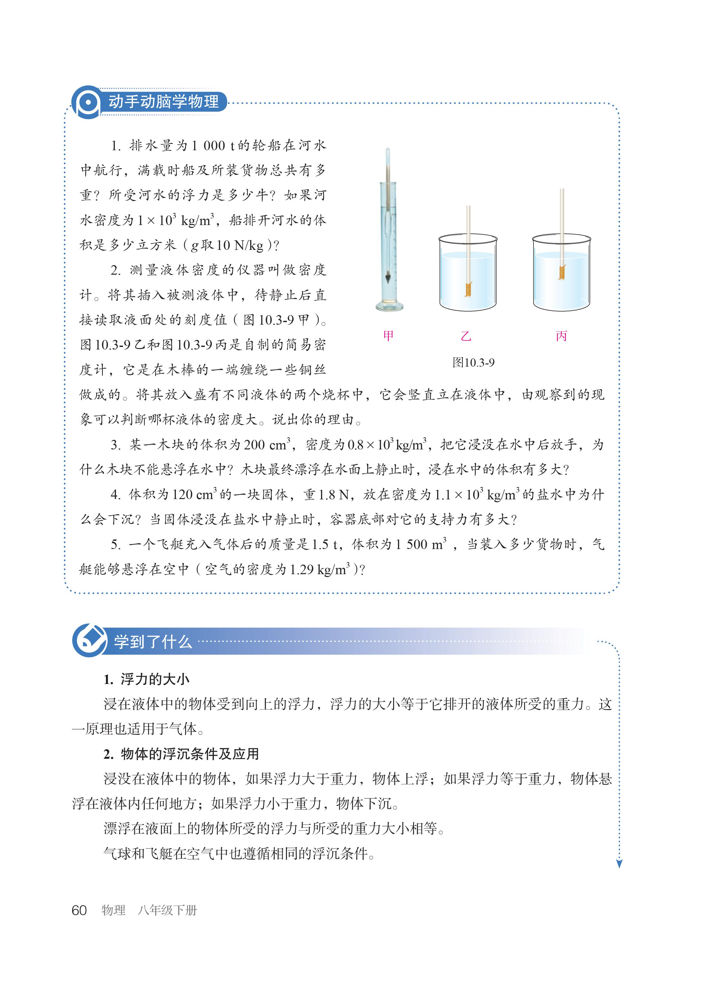 动手动脑学物理
1. 排水量为1 000 t的轮船在河水
中航行，满载时船及所装货物总共有多
重？所受河水的浮力是多少牛？如果河
水密度为1×10³ kg/m³，船排开河水的体
积是多少立方米（g取10 N/kg）？
2. 测量液体密度的仪器叫做密度
计。将其插入被测液体中，待静止后直
接读取液面处的刻度值（图10.3-9甲）。
图10.3-9乙和图10.3-9丙是自制的简易密
度计，它是在木棒的一端缠绕一些铜丝
甲
乙
丙
图10.3-9
做成的。将其放入盛有不同液体的两个烧杯中，它会竖直立在液体中，由观察到的现
象可以判断哪杯液体的密度大。说出你的理由。
3. 某一木块的体积为200 cm³，密度为0.8×10³kg/m³，把它浸没在水中后放手，为
什么木块不能悬浮在水中？木块最终漂浮在水面上静止时，浸在水中的体积有多大？
4. 体积为120 cm³的一块固体，重1.8 N，放在密度为1.1×10³ kg/m³的盐水中为什
么会下沉？当固体浸没在盐水中静止时，容器底部对它的支持力有多大？
5. 一个飞艇充入气体后的质量是1.5 t，体积为1 500 m³，当装入多少货物时，气
艇能够悬浮在空中（空气的密度为1.29 kg/m³）？
学到了什么
1. 浮力的大小
浸在液体中的物体受到向上的浮力，浮力的大小等于它排开的液体所受的重力。这
一原理也适用于气体。
2. 物体的浮沉条件及应用
浸没在液体中的物体，如果浮力大于重力，物体上浮；如果浮力等于重力，物体悬
浮在液体内任何地方；如果浮力小于重力，物体下沉。
漂浮在液面上的物体所受的浮力与所受的重力大小相等。
气球和飞艇在空气中也遵循相同的浮沉条件。
60 物理 八年级下册